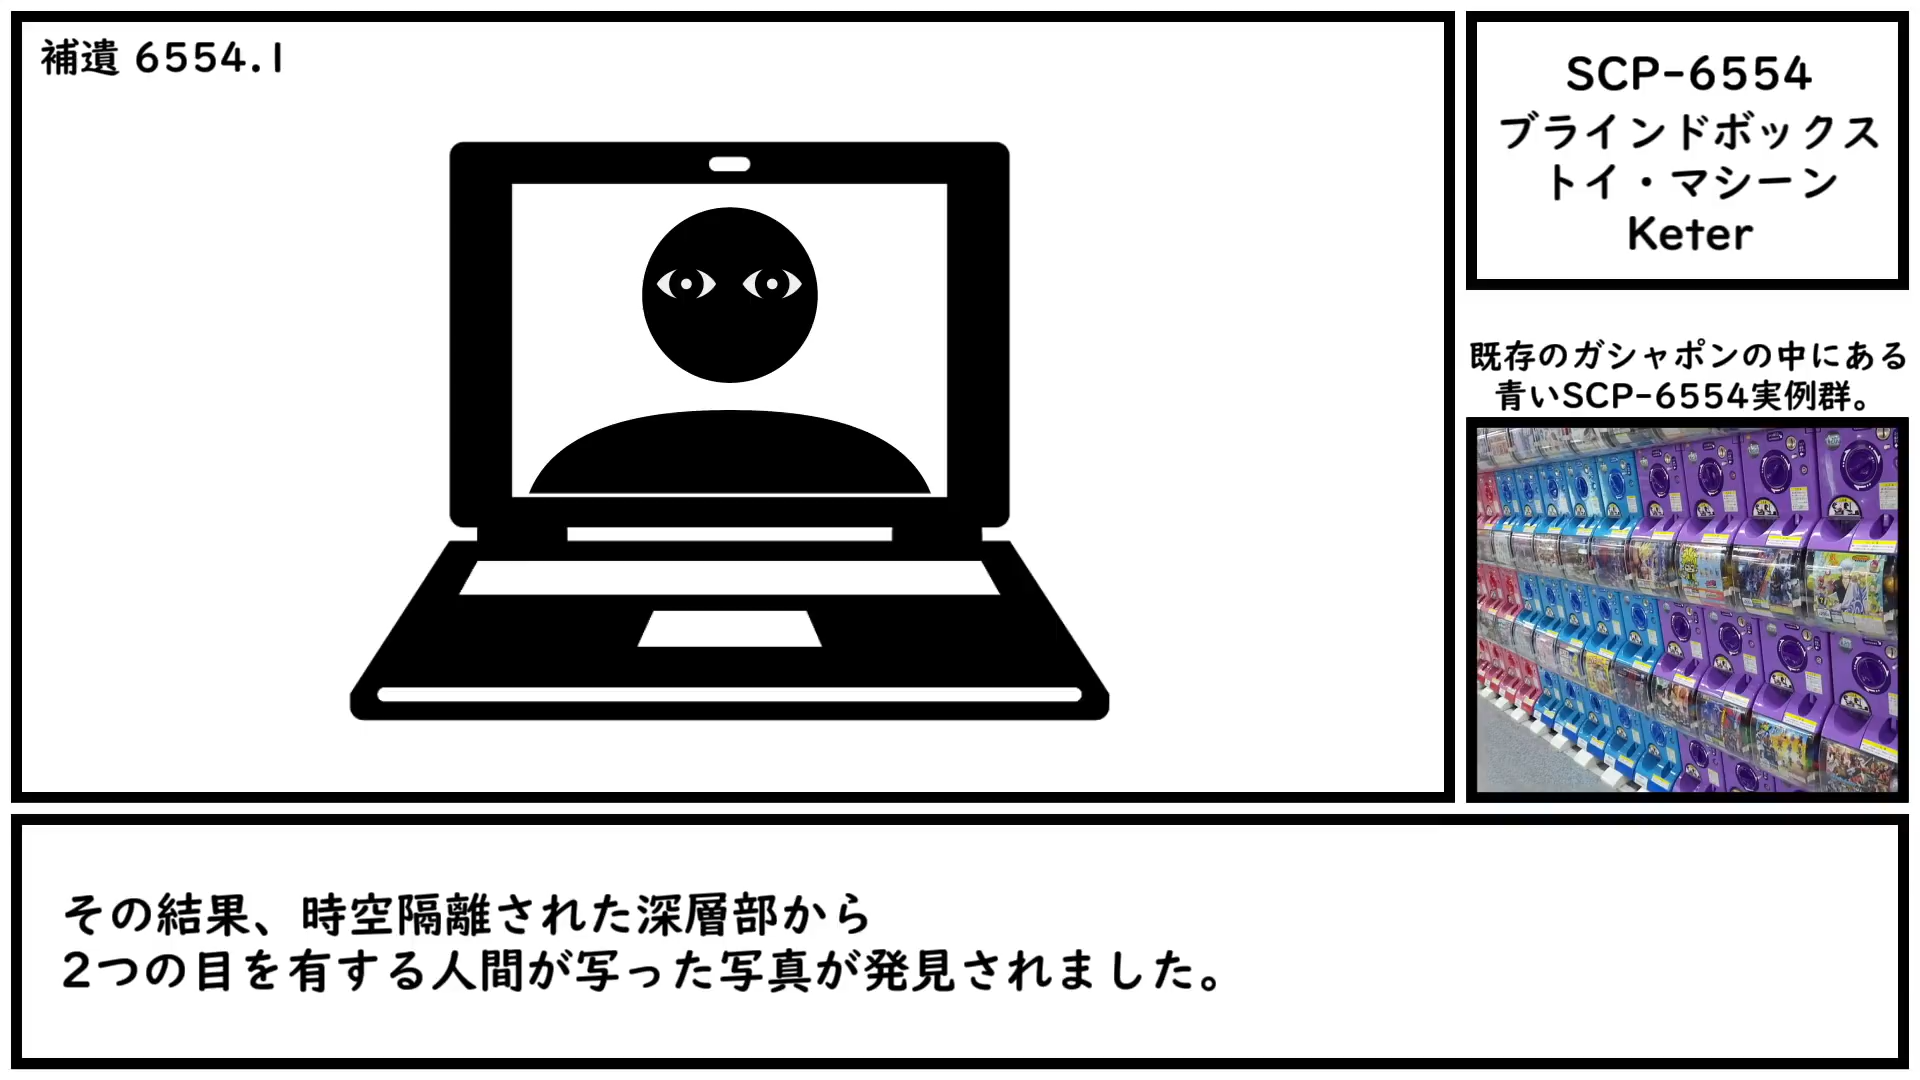 補遺 6554.1
SCP-6554
ブラインドボックス
トイ・マシーン
Keter
既存のガシャポンの中にある
青いSCP-6554実例群。
その結果、時空隔離された深層部から
2つの目を有する人間が写った写真が発見されました。